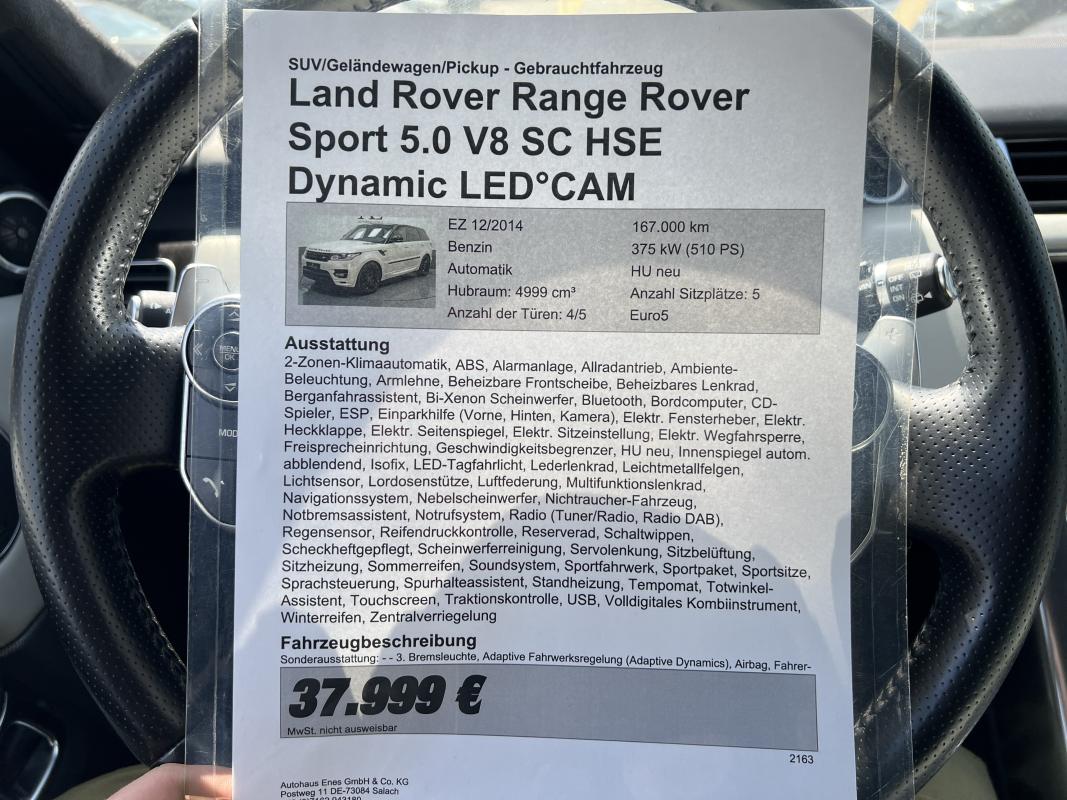 SUV/Geländewagen/Pickup - Gebrauchtfahrzeug
Land Rover Range Rover
Sport 5.0 V8 SC HSE
Dynamic LED°CAM
EZ 12/2014 167.000 km
Benzin 375 kW (510 PS)
Automatik HU neu
Hubraum: 4999 cm³ Anzahl Sitzplätze: 5
Anzahl der Türen: 4/5 Euro5
Ausstattung
2-Zonen-Klimaautomatik, ABS, Alarmanlage, Allradantrieb, Ambiente-
Beleuchtung, Armlehne, Beheizbare Frontscheibe, Beheizbares Lenkrad,
Berganfahrassistent, Bi-Xenon Scheinwerfer, Bluetooth, Bordcomputer, CD-
Spieler, ESP, Einparkhilfe (Vorne, Hinten, Kamera), Elektr. Fensterheber, Elektr.
Heckklappe, Elektr. Seitenspiegel, Elektr. Sitzeinstellung, Elektr. Wegfahrsperre,
Freisprecheinrichtung, Geschwindigkeitsbegrenzer, HU neu, Innenspiegel autom.
abblendend, Isofix, LED-Tagfahrlicht, Lederlenkrad, Leichtmetallfelgen,
Lichtsensor, Lordosenstütze, Luftfederung, Multifunktionslenkrad,
Navigationssystem, Nebelscheinwerfer, Nichtraucher-Fahrzeug,
Notbremsassistent, Notrufsystem, Radio (Tuner/Radio, Radio DAB),
Regensensor, Reifendruckkontrolle, Reserverad, Schaltwippen,
Scheckheftgepflegt, Scheinwerferreinigung, Servolenkung, Sitzbelüftung,
Sitzheizung, Sommerreifen, Soundsystem, Sportfahrwerk, Sportpaket, Sportsitze,
Sprachsteuerung, Spurhalteassistent, Standheizung, Tempomat, Totwinkel-
Assistent, Touchscreen, Traktionskontrolle, USB, Volldigitales Kombiinstrument,
Winterreifen, Zentralverriegelung
Fahrzeugbeschreibung
Sonderausstattung: - - 3. Bremsleuchte, Adaptive Fahrwerksregelung (Adaptive Dynamics), Airbag, Fahrer-
37.999 €
MwSt. nicht ausweisbar
2163
Autohaus Enes GmbH & Co. KG
Postweg 11 DE-73084 Salach
MENU
OK
MOD
OFF
INT
ON